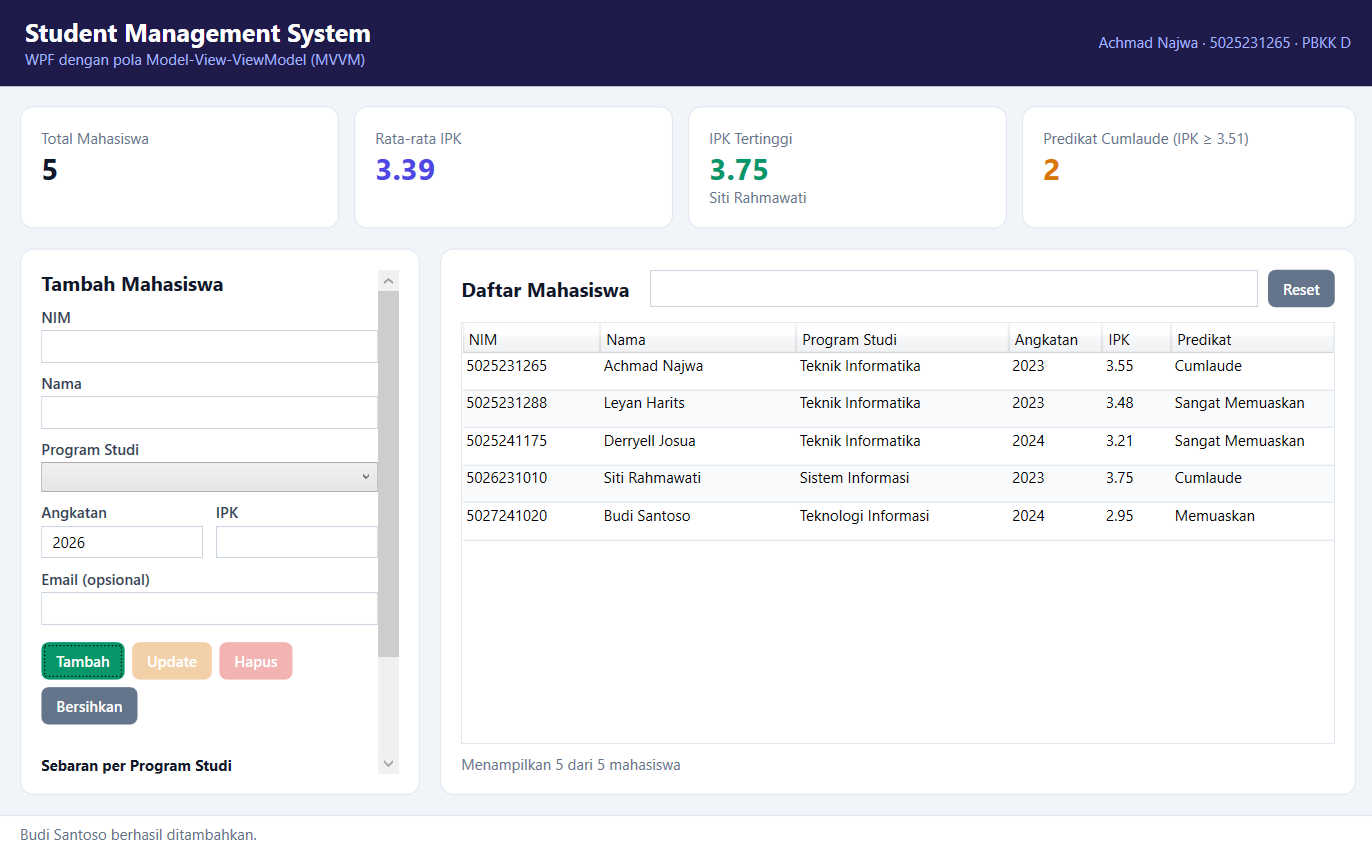 Student Management System
WPF dengan pola Model-View-ViewModel (MVVM)
Achmad Najwa · 5025231265 · PBKK D
Total Mahasiswa
5
Rata-rata IPK
3.39
IPK Tertinggi
3.75
Siti Rahmawati
Predikat Cumlaude (IPK ≥ 3.51)
2
Tambah Mahasiswa
NIM
Nama
Program Studi
Angkatan IPK
2026
Email (opsional)
Tambah Update Hapus
Bersihkan
Sebaran per Program Studi
Daftar Mahasiswa Reset
NIM Nama Program Studi Angkatan IPK Predikat
5025231265 Achmad Najwa Teknik Informatika 2023 3.55 Cumlaude
5025231288 Leyan Harits Teknik Informatika 2023 3.48 Sangat Memuaskan
5025241175 Derryell Josua Teknik Informatika 2024 3.21 Sangat Memuaskan
5026231010 Siti Rahmawati Sistem Informasi 2023 3.75 Cumlaude
5027241020 Budi Santoso Teknologi Informasi 2024 2.95 Memuaskan
Menampilkan 5 dari 5 mahasiswa
Budi Santoso berhasil ditambahkan.